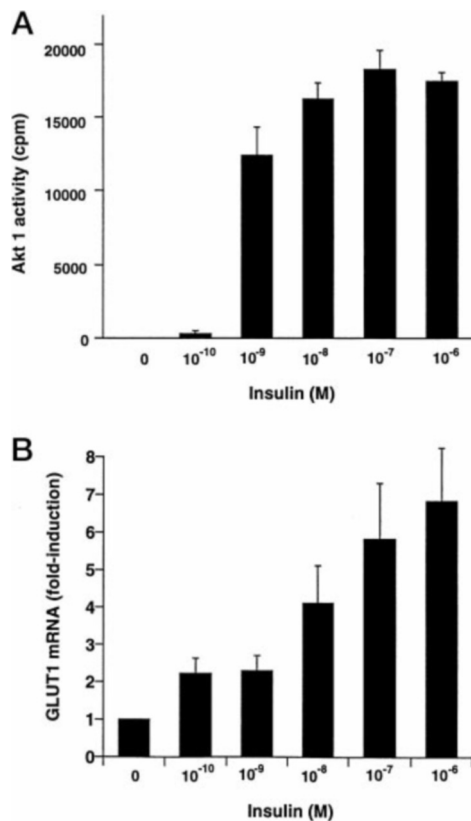 A
Akt 1 activity (cpm)
20000
15000
10000
5000
0
0 10⁻¹⁰ 10⁻⁹ 10⁻⁸ 10⁻⁷ 10⁻⁶
Insulin (M)
B
GLUT1 mRNA (fold-induction)
8
7
6
5
4
3
2
1
0
0 10⁻¹⁰ 10⁻⁹ 10⁻⁸ 10⁻⁷ 10⁻⁶
Insulin (M)